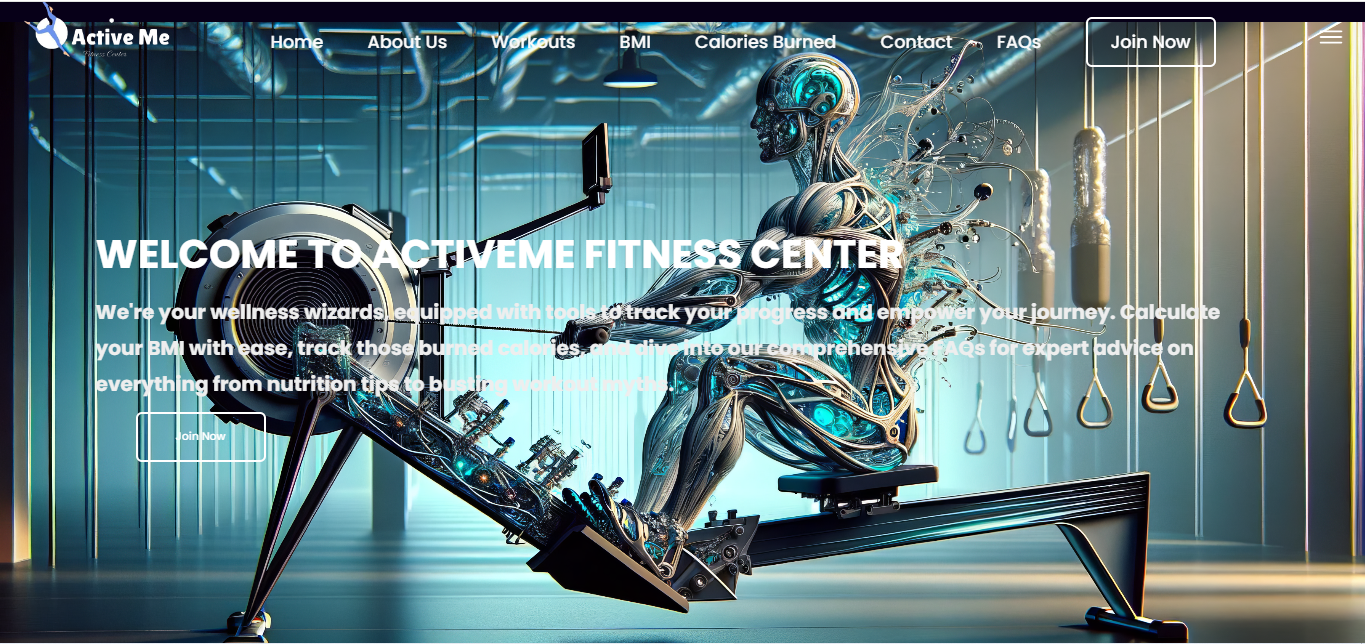 Active Me
Fitness Center
Home About Us Workouts BMI Calories Burned Contact FAQs Join Now
WELCOME TO ACTIVEME FITNESS CENTER
We're your wellness wizards, equipped with tools to track your progress and empower your journey. Calculate
your BMI with ease, track those burned calories, and dive into our comprehensive FAQs for expert advice on
everything from nutrition tips to busting workout myths.
Join Now